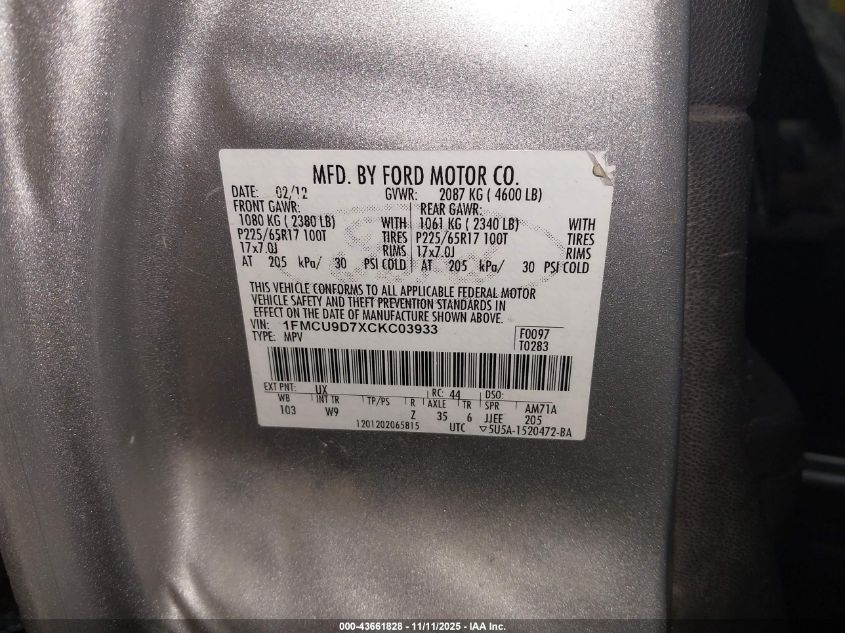 MFD. BY FORD MOTOR CO.
DATE: 02/12 GVWR: 2087 KG ( 4600 LB)
FRONT GAWR: REAR GAWR:
1080 KG ( 2380 LB) WITH 1061 KG ( 2340 LB) WITH
P225/65R17 100T TIRES P225/65R17 100T TIRES
17x7.0J RIMS 17x7.0J RIMS
AT 205 kPa/ 30 PSI COLD AT 205 kPa/ 30 PSI COLD
THIS VEHICLE CONFORMS TO ALL APPLICABLE FEDERAL MOTOR
VEHICLE SAFETY AND THEFT PREVENTION STANDARDS IN
EFFECT ON THE DATE OF MANUFACTURE SHOWN ABOVE.
VIN: 1FMCU9D7XCKC03933 F0097
TYPE: MPV T0283
EXT PNT: UX RC: 44 DSO:
WB INT TR TP/PS R AXLE TR SPR AM71A
103 W9 Z 35 6 JJEE 205
1201202065815 UTC ▽5U5A-1520472-BA
000-43661828 - 11/11/2025 - IAA Inc.